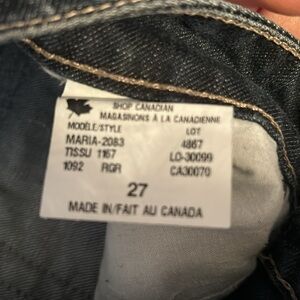 SHOP CANADIAN
MAGASINONS À LA CANADIENNE
MODÈLE/STYLE LOT
MARIA-2083 4867
TISSU 1167 LO-30099
1092 RGR CA30070
27
MADE IN/FAIT AU CANADA